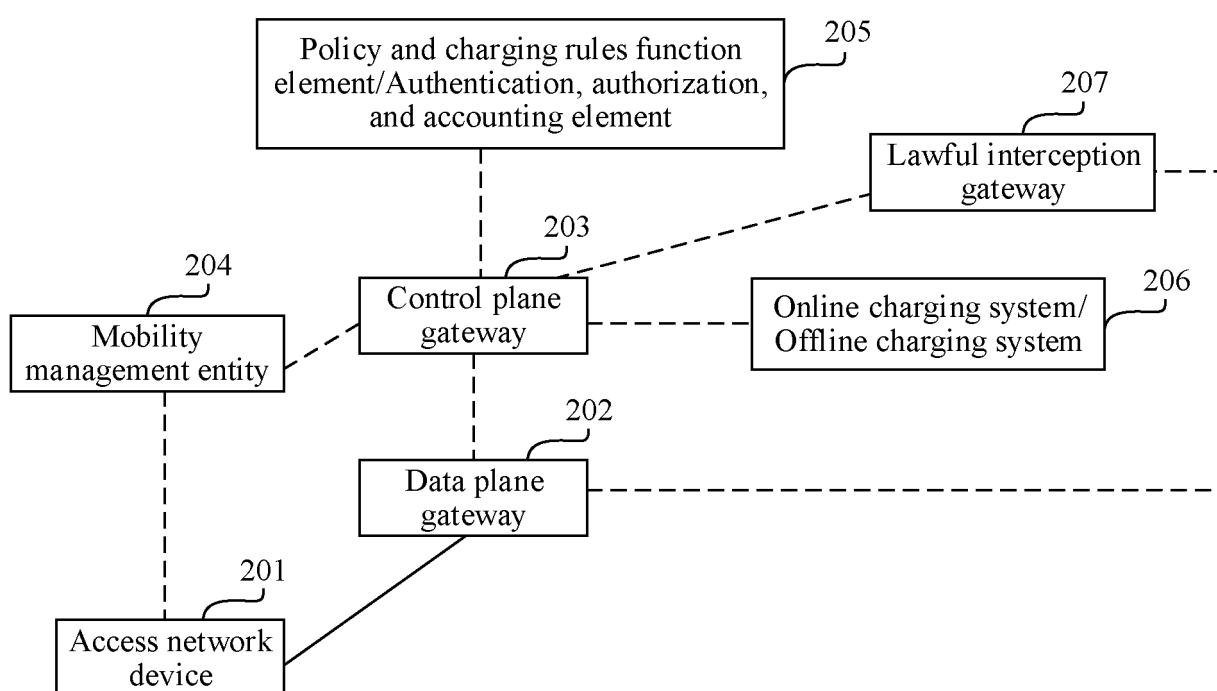 205
Policy and charging rules function
element/Authentication, authorization,
and accounting element
207
Lawful interception
gateway
203
Control plane
gateway
204
Mobility
management entity
206
Online charging system/
Offline charging system
202
Data plane
gateway
201
Access network
device